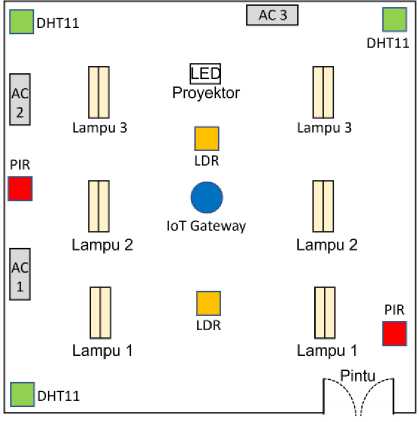 DHT11
AC 3
DHT11
LED
Proyektor
AC
2
Lampu 3
Lampu 3
LDR
PIR
IoT Gateway
Lampu 2
Lampu 2
AC
1
LDR
PIR
Lampu 1
Lampu 1
Pintu
DHT11